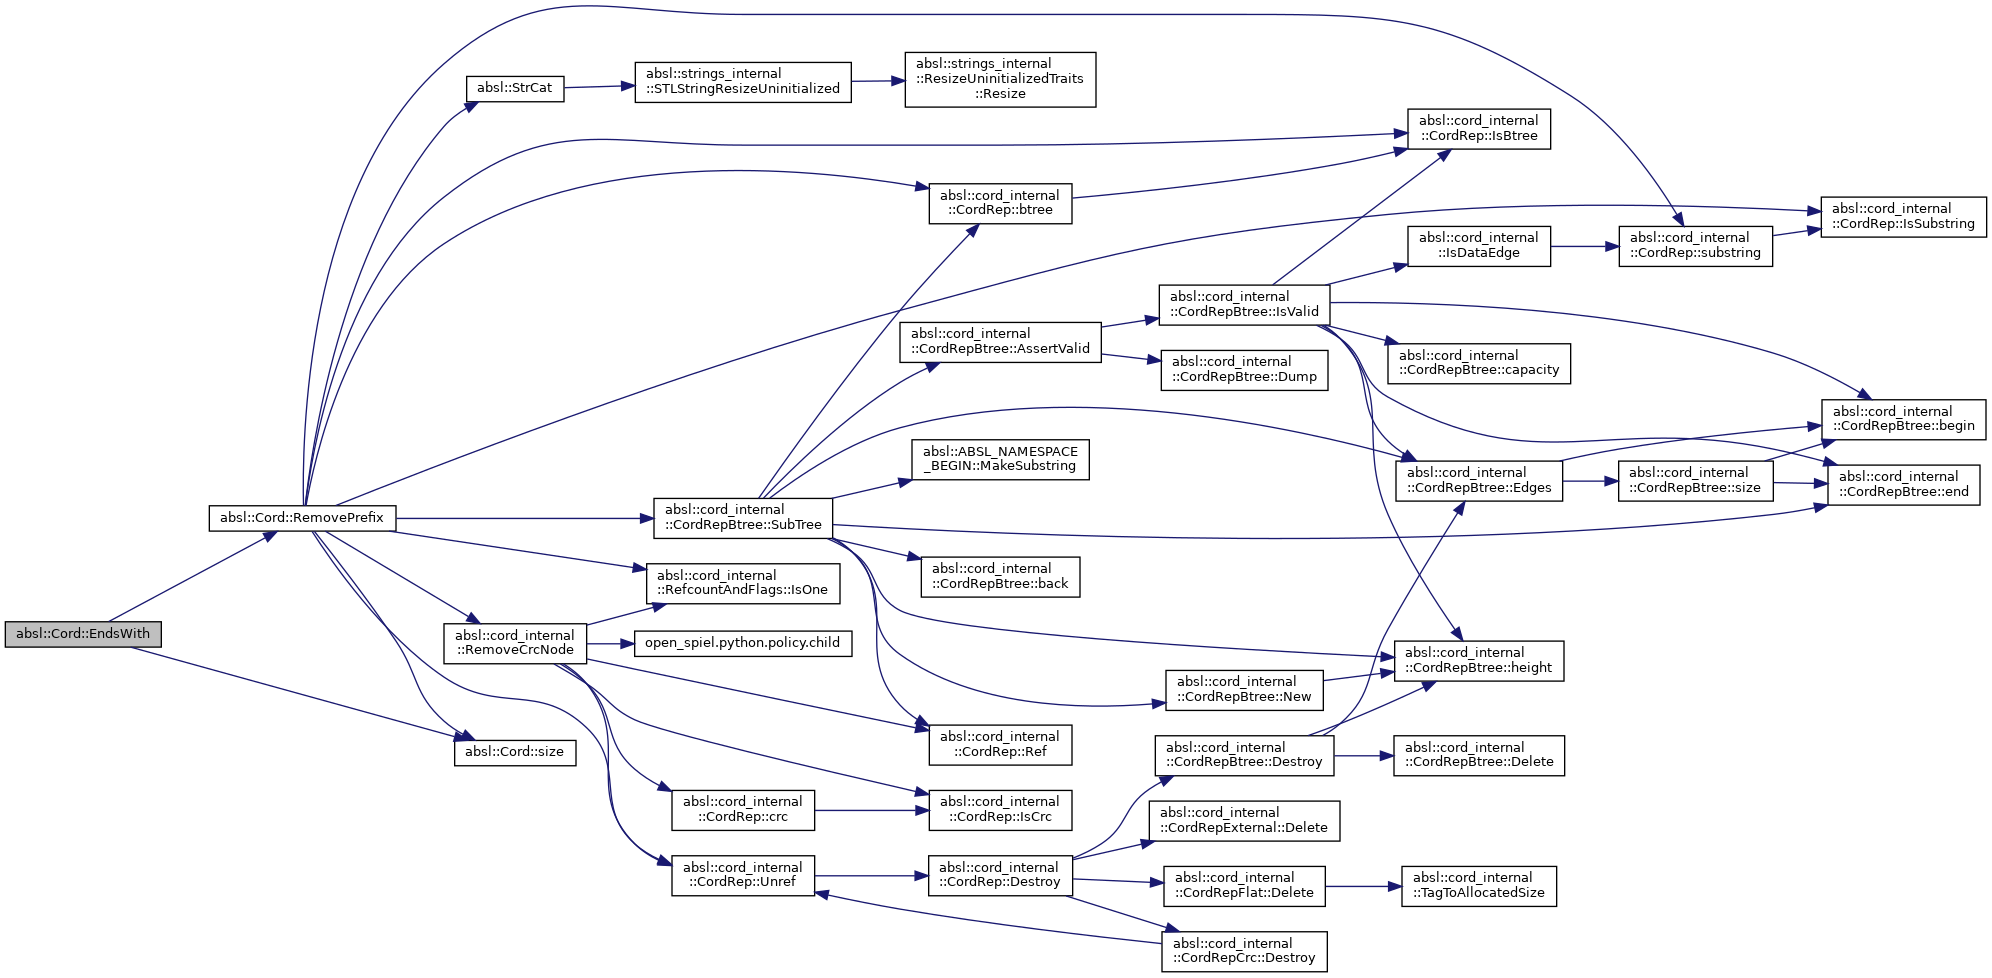 absl::Cord::EndsWith
absl::Cord::RemovePrefix
absl::StrCat
absl::strings_internal
::STLStringResizeUninitialized
absl::strings_internal
::ResizeUninitializedTraits
::Resize
absl::cord_internal
::CordRep::IsBtree
absl::cord_internal
::CordRep::btree
absl::cord_internal
::CordRep::IsSubstring
absl::cord_internal
::IsDataEdge
absl::cord_internal
::CordRep::substring
absl::cord_internal
::CordRepBtree::IsValid
absl::cord_internal
::CordRepBtree::AssertValid
absl::cord_internal
::CordRepBtree::Dump
absl::cord_internal
::CordRepBtree::capacity
absl::cord_internal
::CordRepBtree::begin
absl::ABSL_NAMESPACE
_BEGIN::MakeSubstring
absl::cord_internal
::CordRepBtree::Edges
absl::cord_internal
::CordRepBtree::size
absl::cord_internal
::CordRepBtree::end
absl::cord_internal
::CordRepBtree::SubTree
absl::cord_internal
::CordRepBtree::back
absl::cord_internal
::RefcountAndFlags::IsOne
absl::cord_internal
::RemoveCrcNode
open_spiel.python.policy.child
absl::cord_internal
::CordRepBtree::height
absl::cord_internal
::CordRepBtree::New
absl::cord_internal
::CordRep::Ref
absl::Cord::size
absl::cord_internal
::CordRepBtree::Destroy
absl::cord_internal
::CordRepBtree::Delete
absl::cord_internal
::CordRep::crc
absl::cord_internal
::CordRep::IsCrc
absl::cord_internal
::CordRepExternal::Delete
absl::cord_internal
::CordRep::Unref
absl::cord_internal
::CordRep::Destroy
absl::cord_internal
::CordRepFlat::Delete
absl::cord_internal
::TagToAllocatedSize
absl::cord_internal
::CordRepCrc::Destroy